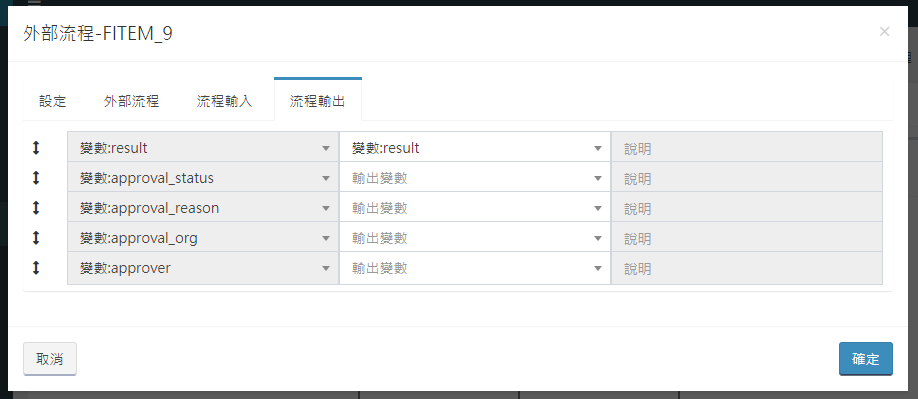 外部流程-FITEM_9
×
設定 外部流程 流程輸入 流程輸出
變數:result 變數:result 說明
變數:approval_status 輸出變數 說明
變數:approval_reason 輸出變數 說明
變數:approval_org 輸出變數 說明
變數:approver 輸出變數 說明
取消 確定